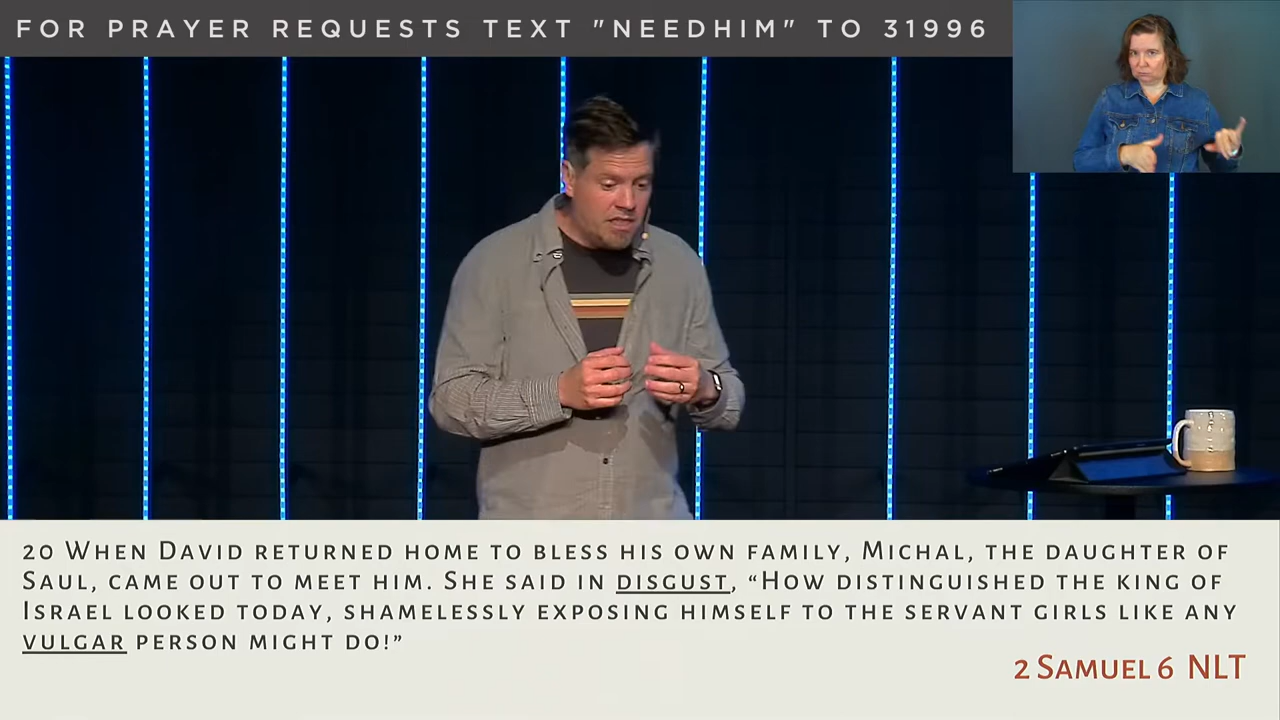 FOR PRAYER REQUESTS TEXT "NEEDHIM" TO 31996
20 When David returned home to bless his own family, Michal, the daughter of
Saul, came out to meet him. She said in disgust, “How distinguished the king of
Israel looked today, shamelessly exposing himself to the servant girls like any
vulgar person might do!”
2 Samuel 6 NLT